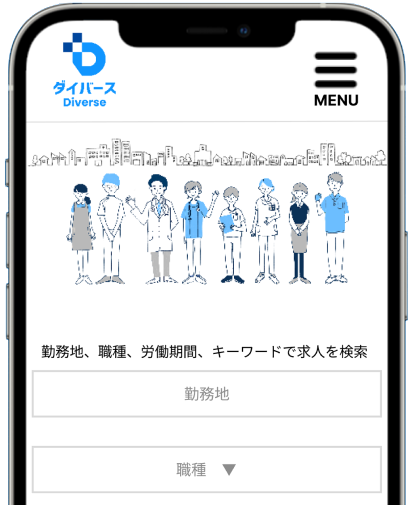 ダイバース
Diverse
MENU
勤務地、職種、労働期間、キーワードで求人を検索
勤務地
職種 ▼